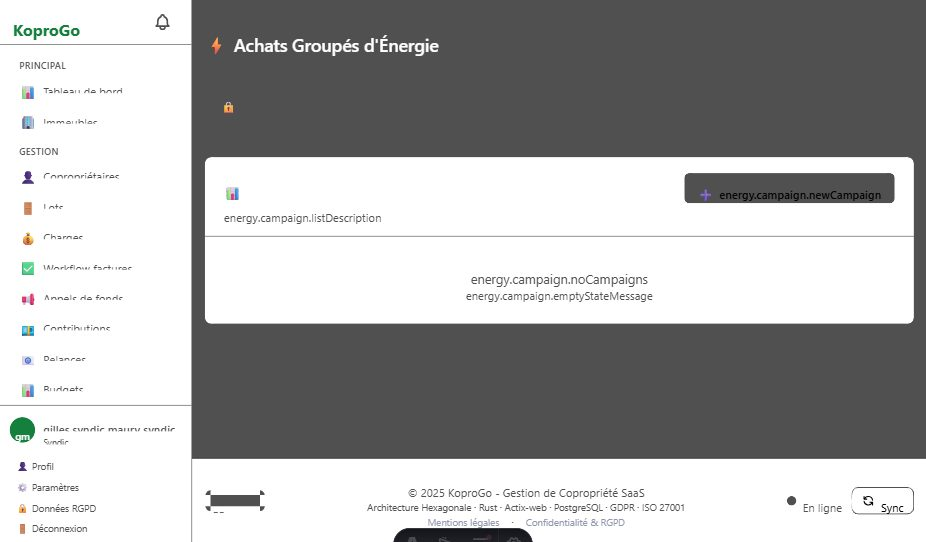 KoproGo
PRINCIPAL
Tableau de bord
Immeubles
GESTION
Copropriétaires
Lots
Charges
Workflow factures
Appels de fonds
Contributions
Relances
Budgets
gm
gilles syndic maury syndic
Syndic
Profil
Paramètres
Données RGPD
Déconnexion
Achats Groupés d'Énergie
energy.campaign.newCampaign
energy.campaign.listDescription
energy.campaign.noCampaigns
energy.campaign.emptyStateMessage
© 2025 KoproGo - Gestion de Copropriété SaaS
Architecture Hexagonale · Rust · Actix-web · PostgreSQL · GDPR · ISO 27001
Mentions légales · Confidentialité & RGPD
En ligne
Sync